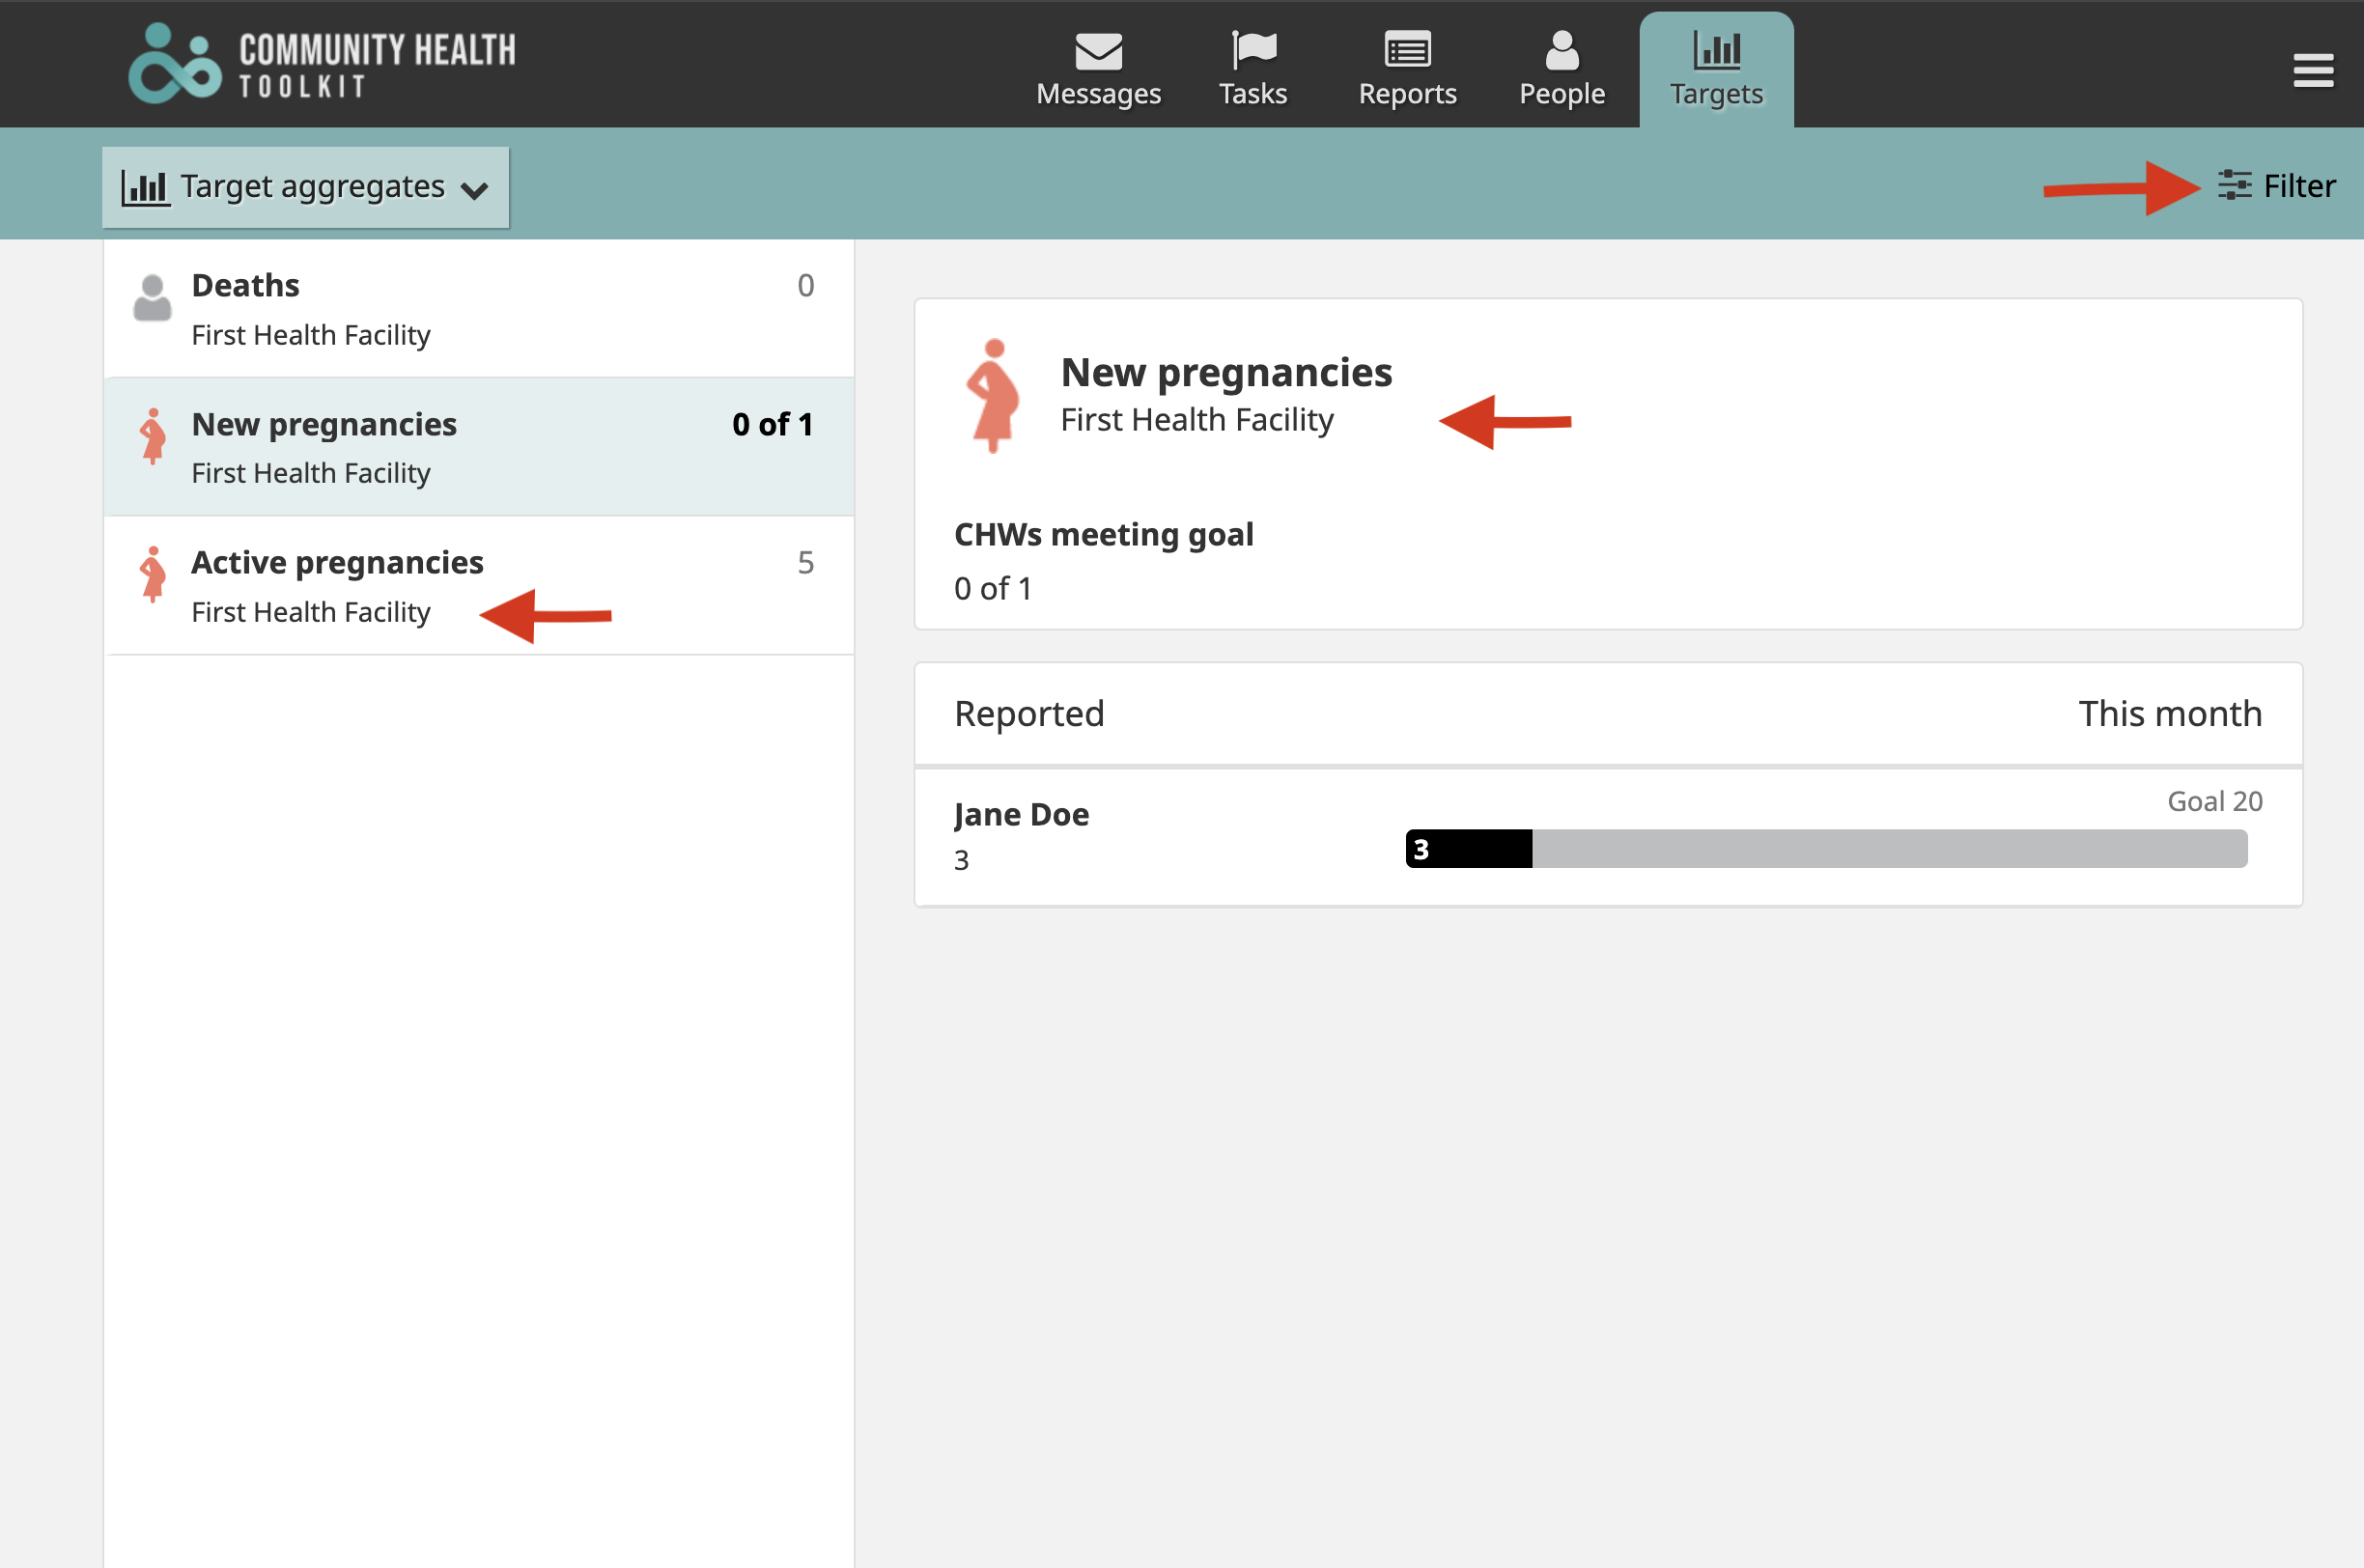 COMMUNITY HEALTH
TOOLKIT
Messages
Tasks
Reports
People
Targets
Target aggregates
Filter
Deaths 0
First Health Facility
New pregnancies 0 of 1
First Health Facility
Active pregnancies 5
First Health Facility
New pregnancies
First Health Facility
CHWs meeting goal
0 of 1
Reported This month
Jane Doe
3
Goal 20
3